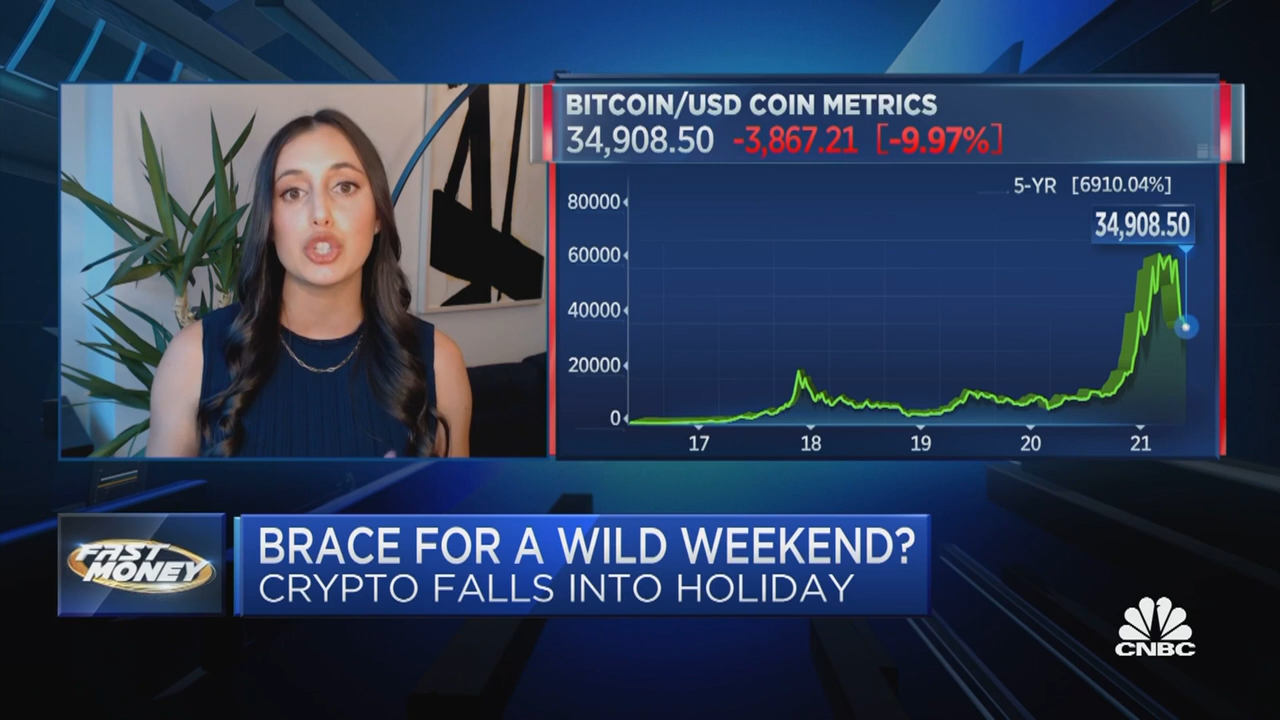 BITCOIN/USD COIN METRICS
34,908.50 -3,867.21 [-9.97%]
5-YR [6910.04%]
34,908.50
80000
60000
40000
20000
0
17 18 19 20 21
FAST MONEY
BRACE FOR A WILD WEEKEND?
CRYPTO FALLS INTO HOLIDAY
CNBC